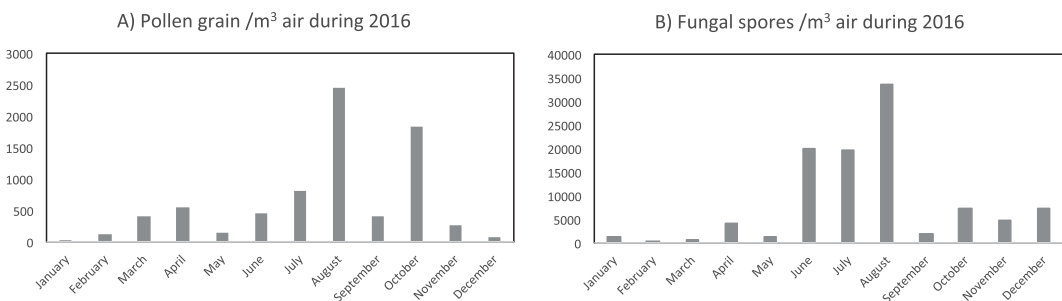 A) Pollen grain /m³ air during 2016
3000
2500
2000
1500
1000
500
0
January
February
March
April
May
June
July
August
September
October
November
December
B) Fungal spores /m³ air during 2016
40000
35000
30000
25000
20000
15000
10000
5000
0
January
February
March
April
May
June
July
August
September
October
November
December